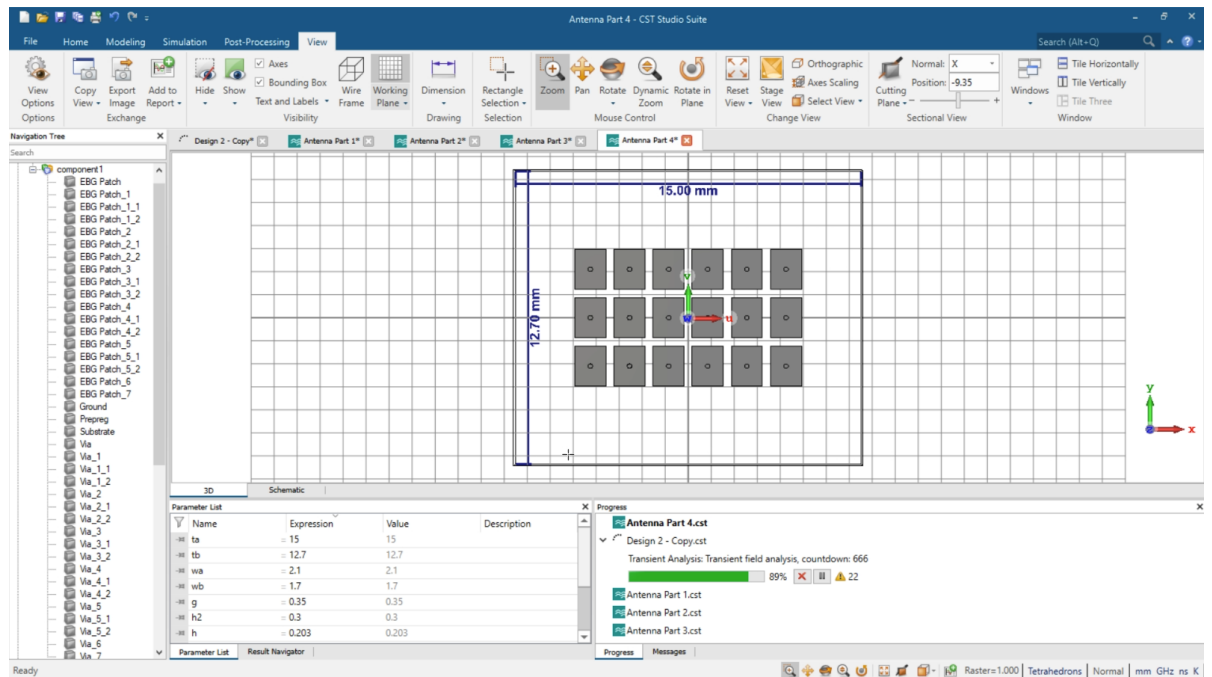 Antenna Part 4 - CST Studio Suite
File Home Modeling Simulation Post-Processing View Search (Alt+Q)
View Options
Copy View
Export Image
Add to Report
Hide
Show
Axes
Bounding Box
Text and Labels
Wire Frame
Working Plane
Dimension
Rectangle Selection
Zoom
Pan
Rotate
Dynamic Zoom
Rotate in Plane
Reset View
Stage View
Orthographic
Axes Scaling
Select View
Cutting Plane
Normal: X
Position: -9.35
Windows
Tile Horizontally
Tile Vertically
Tile Three
Options Exchange Visibility Drawing Selection Mouse Control Change View Sectional View Window
Navigation Tree
Search
component1
EBG Patch
EBG Patch_1
EBG Patch_1_1
EBG Patch_1_2
EBG Patch_2
EBG Patch_2_1
EBG Patch_2_2
EBG Patch_3
EBG Patch_3_1
EBG Patch_3_2
EBG Patch_4
EBG Patch_4_1
EBG Patch_4_2
EBG Patch_5
EBG Patch_5_1
EBG Patch_5_2
EBG Patch_6
EBG Patch_7
Ground
Prepreg
Substrate
Via
Via_1
Via_1_1
Via_1_2
Via_2
Via_2_1
Via_2_2
Via_3
Via_3_1
Via_3_2
Via_4
Via_4_1
Via_4_2
Via_5
Via_5_1
Via_5_2
Via_6
Via_7
Design 2 - Copy* Antenna Part 1* Antenna Part 2* Antenna Part 3* Antenna Part 4*
15.00 mm
12.70 mm
v
u
y
x
3D Schematic
Parameter List
Name Expression Value Description
ta = 15 15
tb = 12.7 12.7
wa = 2.1 2.1
wb = 1.7 1.7
g = 0.35 0.35
h2 = 0.3 0.3
h = 0.203 0.203
Parameter List Result Navigator
Progress
Antenna Part 4.cst
Design 2 - Copy.cst
Transient Analysis: Transient field analysis, countdown: 666
89% 22
Antenna Part 1.cst
Antenna Part 2.cst
Antenna Part 3.cst
Progress Messages
Ready Raster=1.000 Tetrahedrons Normal mm GHz ns K